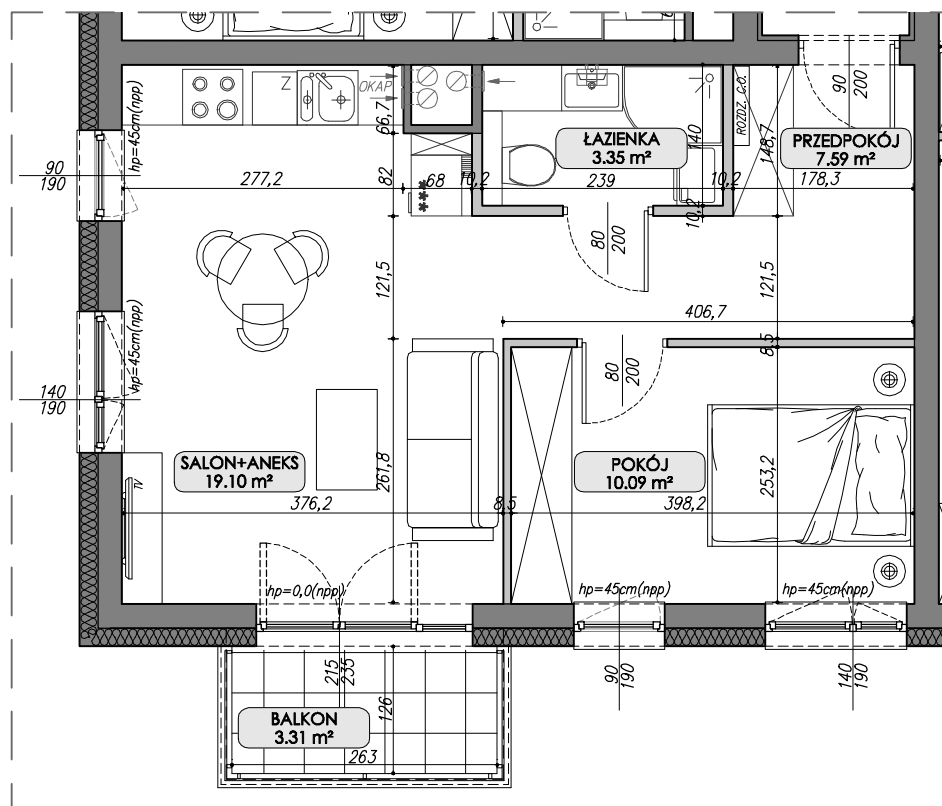 90
200
Z
OKAP
66,7
ROZDZ. C.O.
148,7
140
ŁAZIENKA
3.35 m²
PRZEDPOKÓJ
7.59 m²
hp=45cm(npp)
90
190
277,2
82
68
10,2
239
10,2
178,3
10,2
80
200
121,5
121,5
406,7
8,5
hp=45cm(npp)
140
190
80
200
SALON+ANEKS
19.10 m²
261,8
POKÓJ
10.09 m²
253,2
TV
376,2
8,5
398,2
hp=0,0(npp)
hp=45cm(npp)
hp=45cm(npp)
215
235
90
190
140
190
126
BALKON
3.31 m²
263